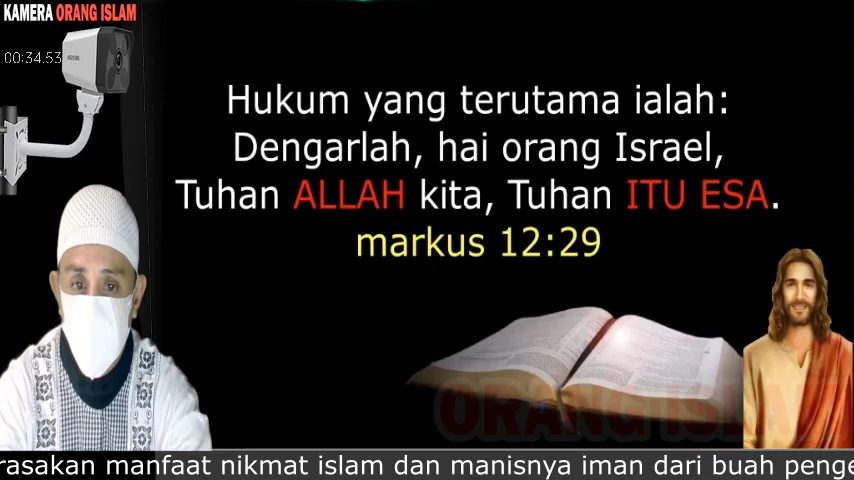 KAMERA ORANG ISLAM
00:34.53
Hukum yang terutama ialah:
Dengarlah, hai orang Israel,
Tuhan ALLAH kita, Tuhan ITU ESA.
markus 12:29
ORANG ISLAM
rasakan manfaat nikmat islam dan manisnya iman dari buah penge